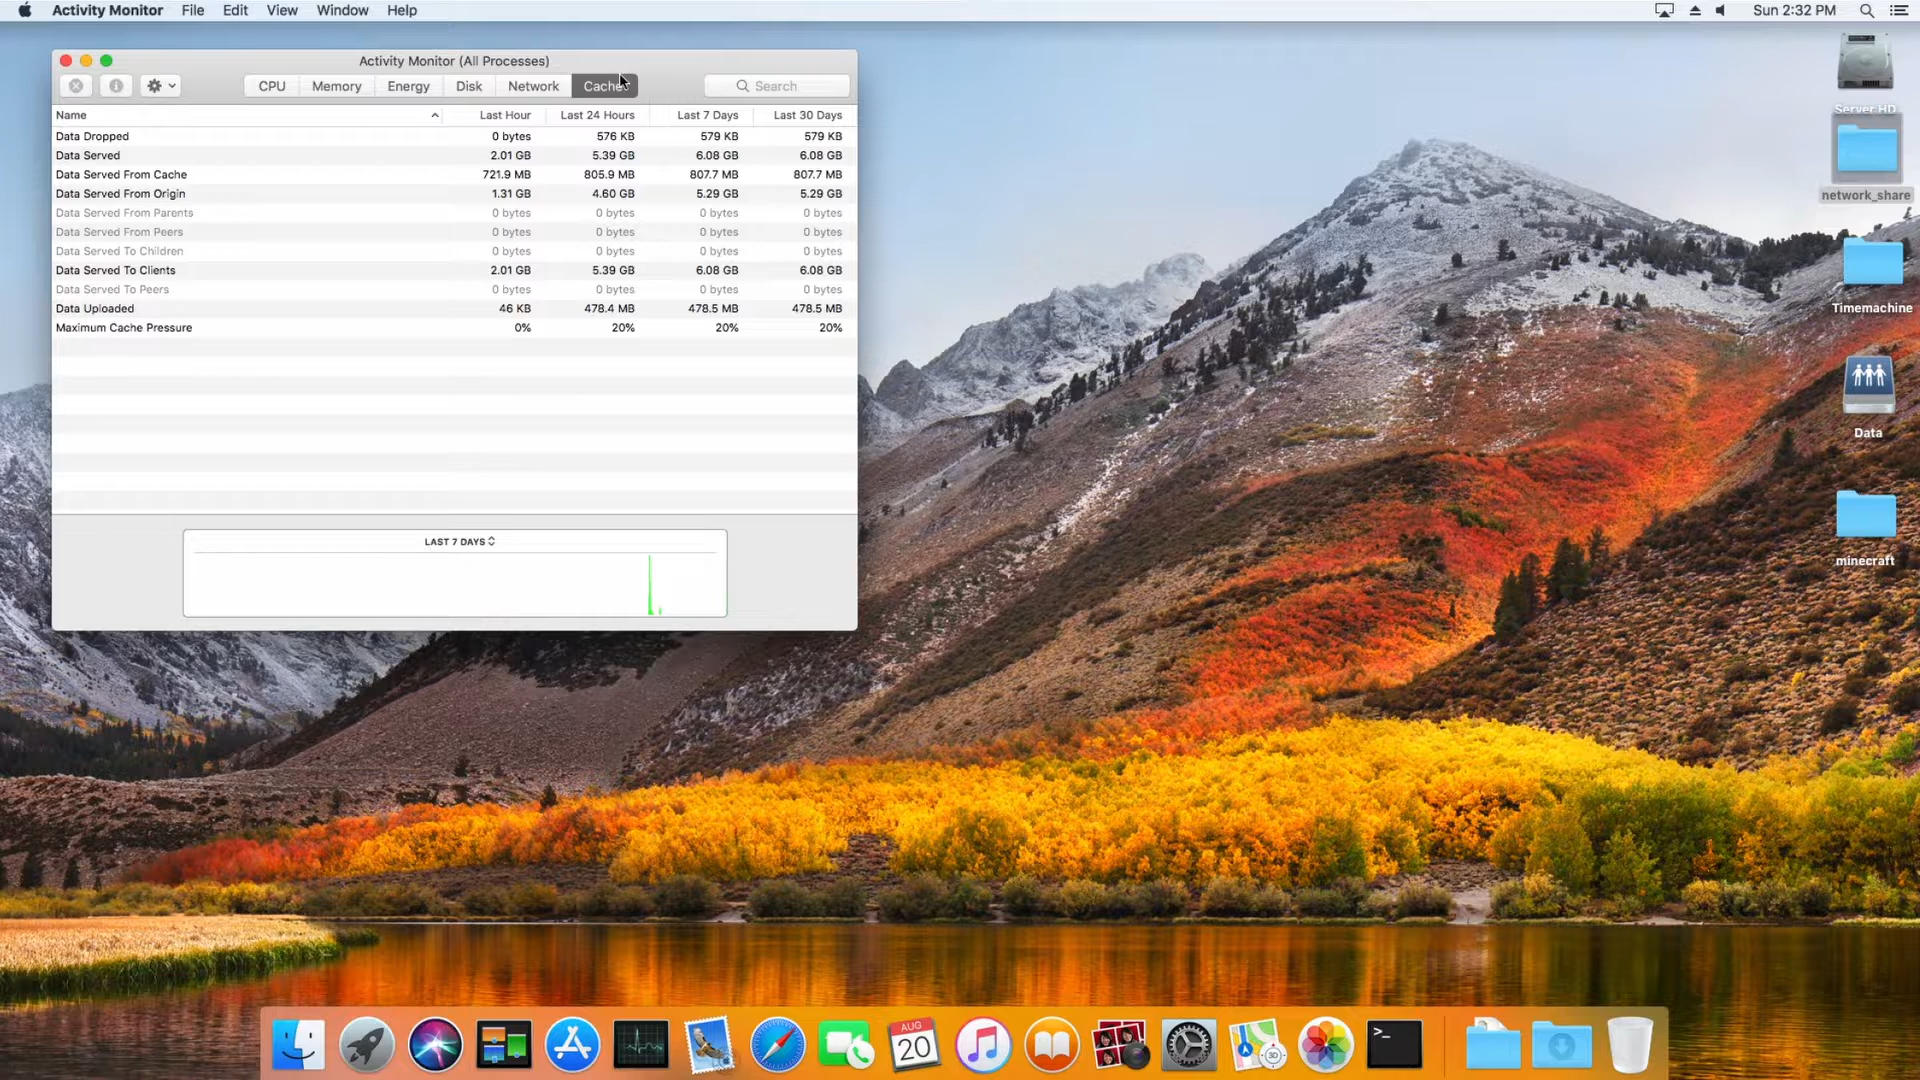 Activity Monitor File Edit View Window Help Sun 2:32 PM
Activity Monitor (All Processes)
CPU Memory Energy Disk Network Cache Search
Name Last Hour Last 24 Hours Last 7 Days Last 30 Days
Data Dropped 0 bytes 576 KB 579 KB 579 KB
Data Served 2.01 GB 5.39 GB 6.08 GB 6.08 GB
Data Served From Cache 721.9 MB 805.9 MB 807.7 MB 807.7 MB
Data Served From Origin 1.31 GB 4.60 GB 5.29 GB 5.29 GB
Data Served From Parents 0 bytes 0 bytes 0 bytes 0 bytes
Data Served From Peers 0 bytes 0 bytes 0 bytes 0 bytes
Data Served To Children 0 bytes 0 bytes 0 bytes 0 bytes
Data Served To Clients 2.01 GB 5.39 GB 6.08 GB 6.08 GB
Data Served To Peers 0 bytes 0 bytes 0 bytes 0 bytes
Data Uploaded 46 KB 478.4 MB 478.5 MB 478.5 MB
Maximum Cache Pressure 0% 20% 20% 20%
LAST 7 DAYS
Server HD
network_share
Timemachine
Data
minecraft
AUG
20
3D
>_